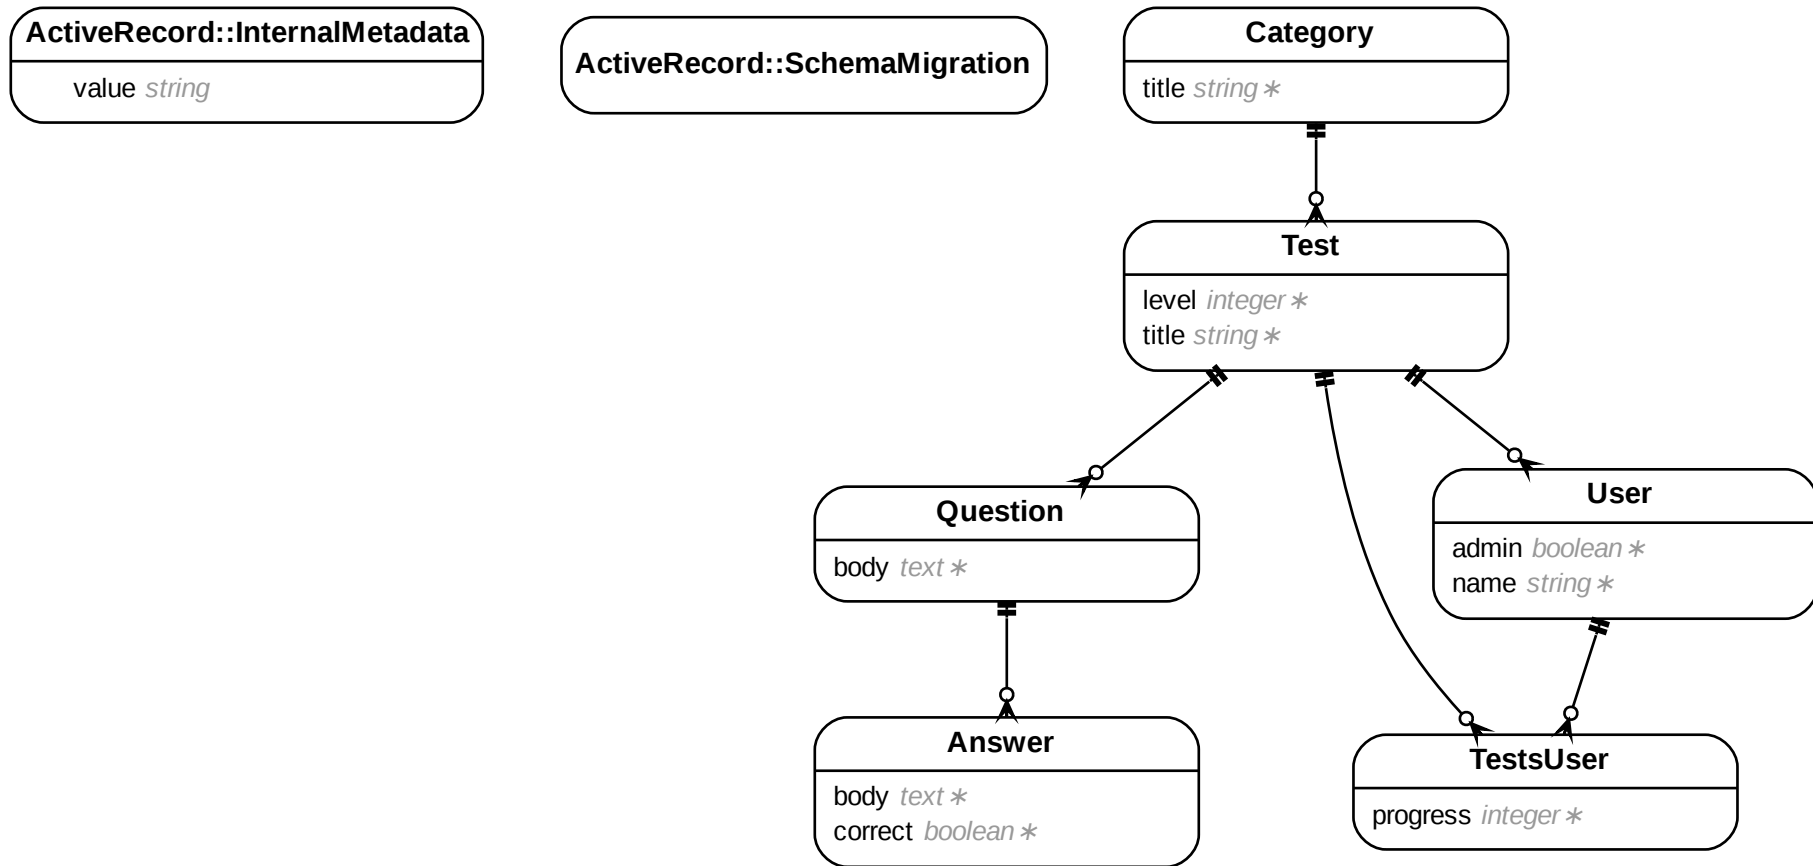 ActiveRecord::InternalMetadata
value string
ActiveRecord::SchemaMigration
Category
title string ∗
Test
level integer ∗
title string ∗
Question
body text ∗
User
admin boolean ∗
name string ∗
Answer
body text ∗
correct boolean ∗
TestsUser
progress integer ∗